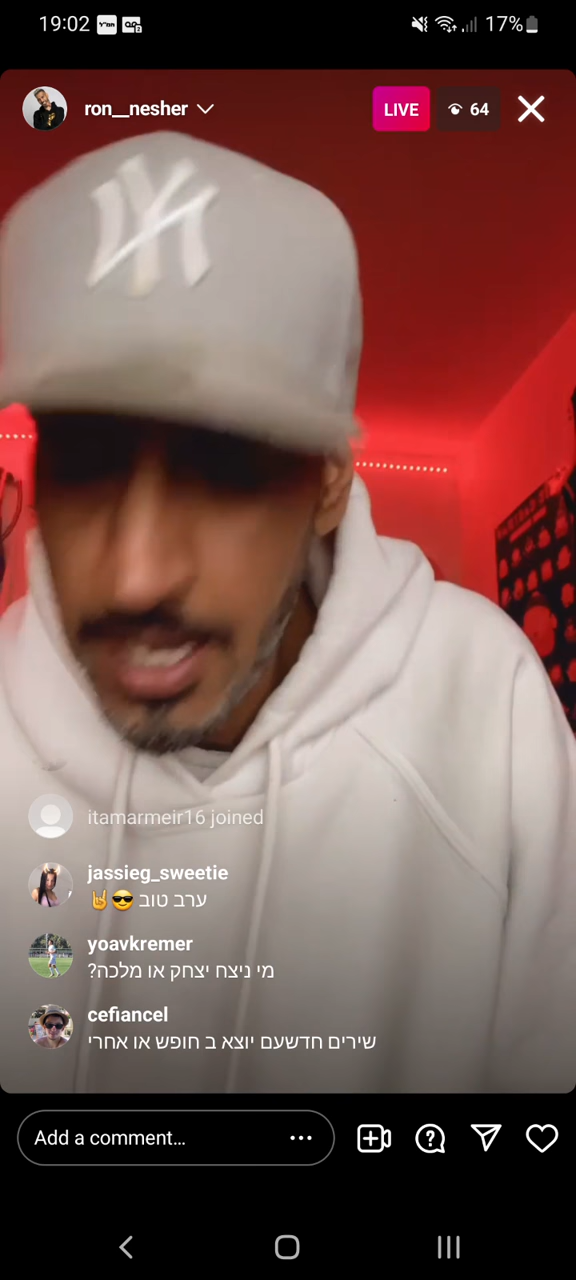 19:02
17%
ron__nesher
LIVE
64
NY
itamarmeir16 joined
jassieg_sweetie
ערב טוב 😎🤘
yoavkremer
מי ניצח יצחק או מלכה?
cefiancel
שירים חדשעם יוצא ב חופש או אחרי
Add a comment…